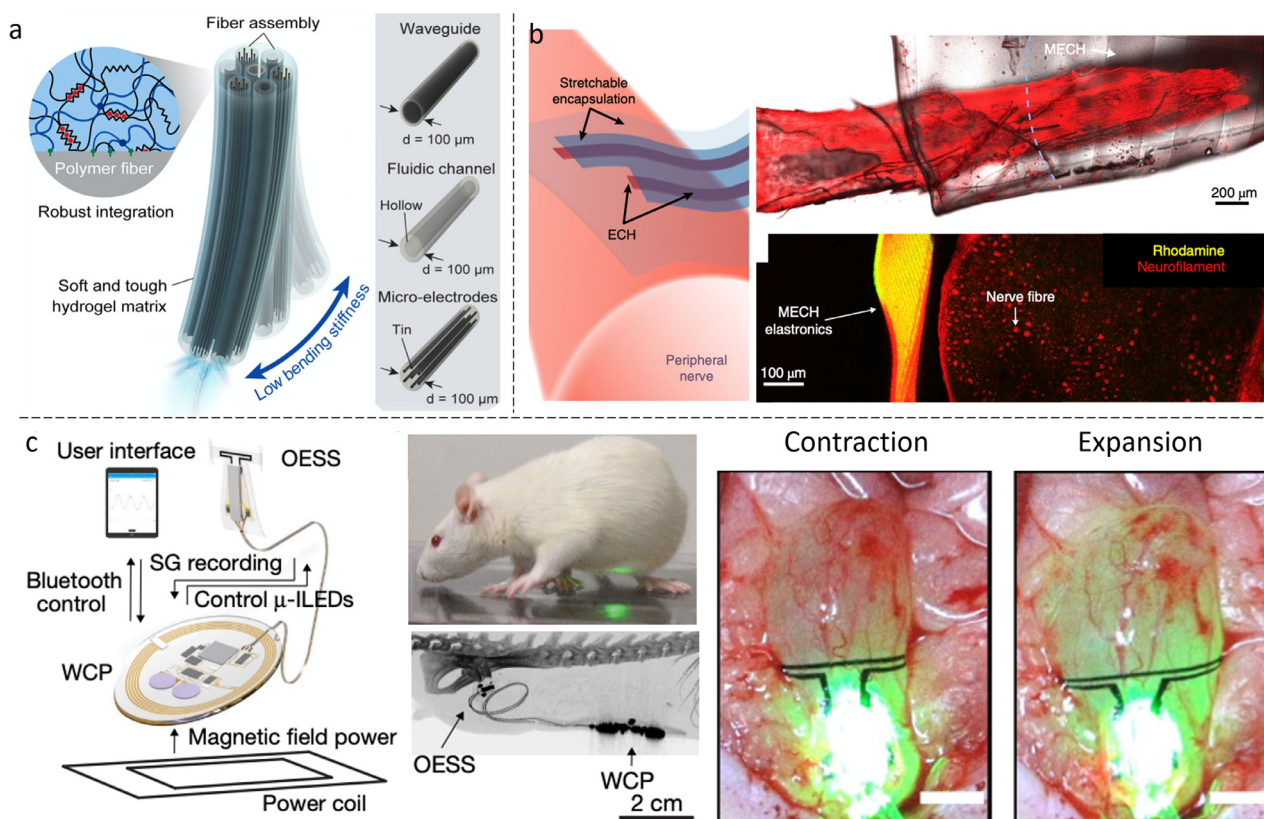 a
Fiber assembly
Polymer fiber
Robust integration
Soft and tough
hydrogel matrix
Low bending stiffness
Waveguide
d = 100 µm
Fluidic channel
Hollow
d = 100 µm
Micro-electrodes
Tin
d = 100 µm
b
Stretchable
encapsulation
ECH
Peripheral
nerve
MECH
200 µm
Rhodamine
Neurofilament
Nerve fibre
MECH
elastronics
100 µm
c
User interface
OESS
SG recording
Bluetooth
control
Control µ-ILEDs
WCP
Magnetic field power
Power coil
OESS
WCP
2 cm
Contraction
Expansion